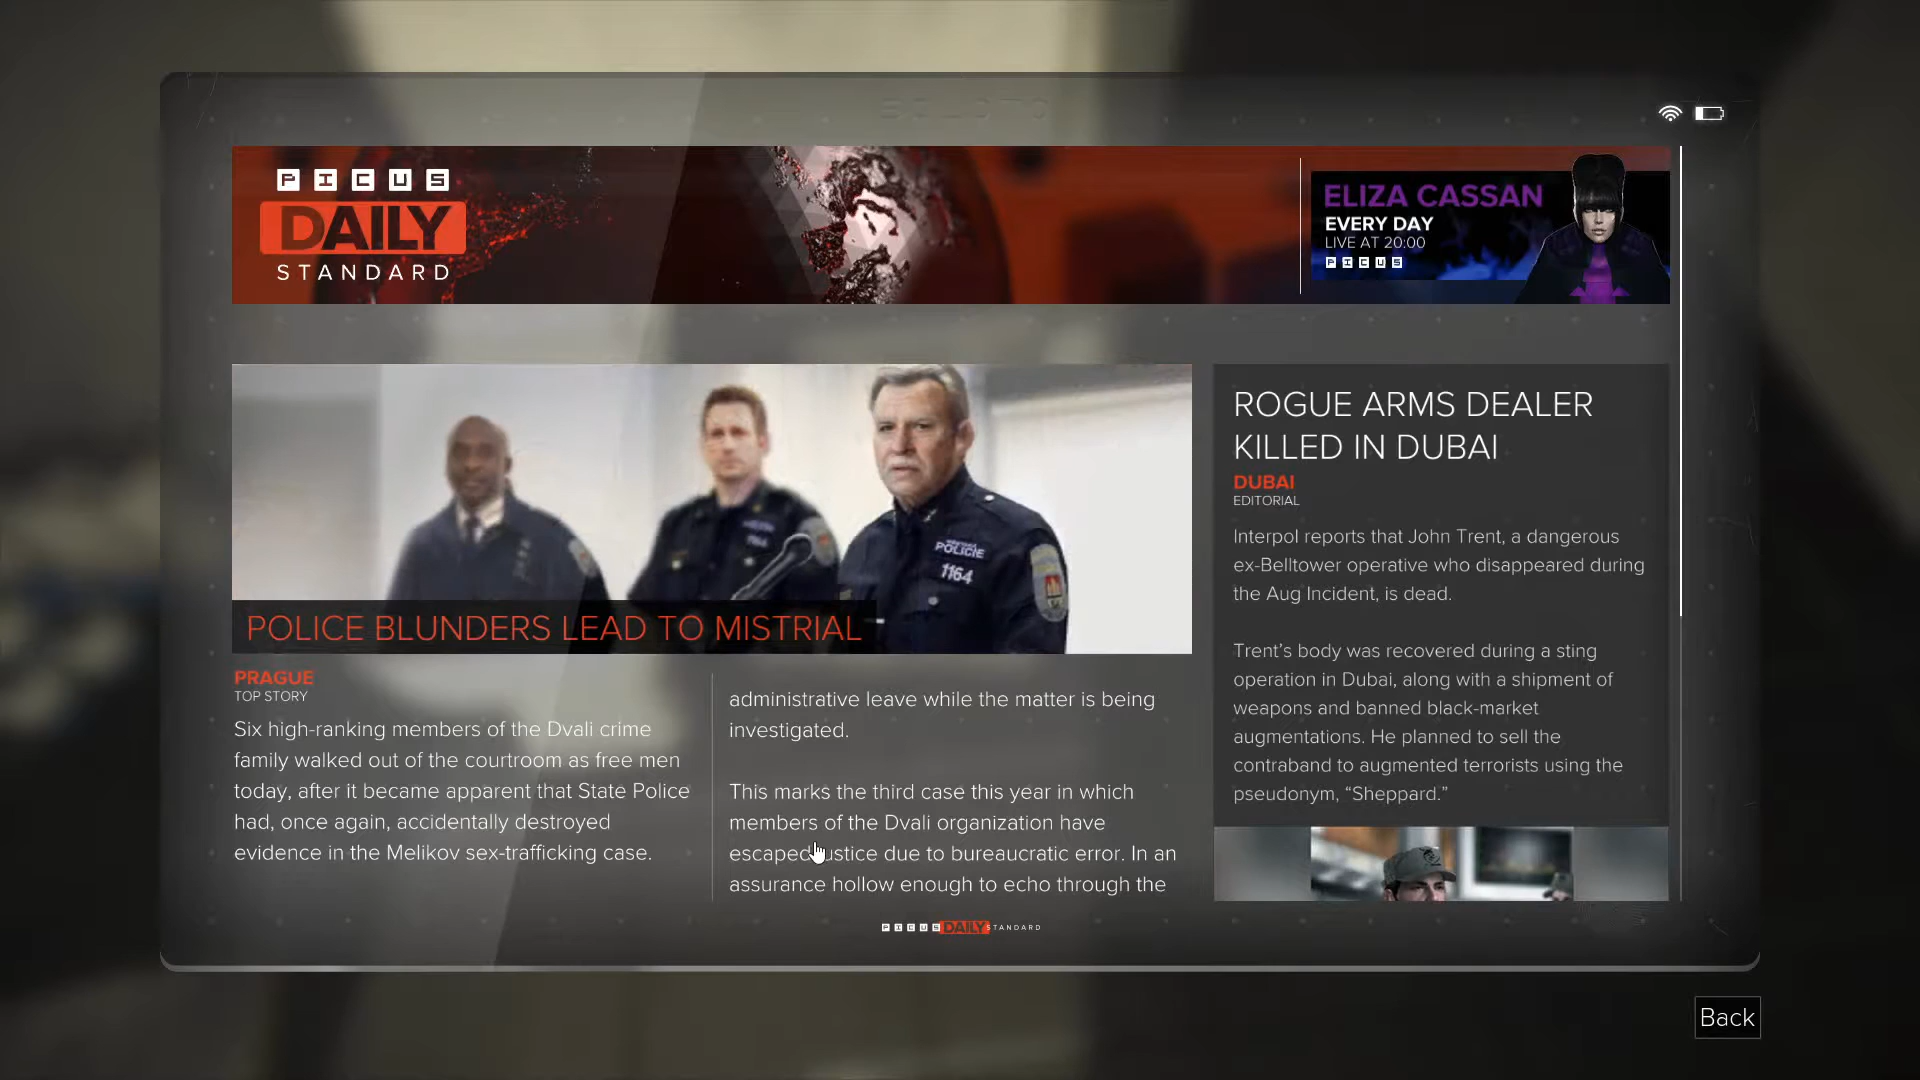 PICUS
DAILY
STANDARD
ELIZA CASSAN
EVERY DAY
LIVE AT 20:00
PICUS
POLICIE
1164
POLICE BLUNDERS LEAD TO MISTRIAL
PRAGUE
TOP STORY
Six high-ranking members of the Dvali crime
family walked out of the courtroom as free men
today, after it became apparent that State Police
had, once again, accidentally destroyed
evidence in the Melikov sex-trafficking case.
administrative leave while the matter is being
investigated.
This marks the third case this year in which
members of the Dvali organization have
escaped justice due to bureaucratic error. In an
assurance hollow enough to echo through the
ROGUE ARMS DEALER
KILLED IN DUBAI
DUBAI
EDITORIAL
Interpol reports that John Trent, a dangerous
ex-Belltower operative who disappeared during
the Aug Incident, is dead.
Trent’s body was recovered during a sting
operation in Dubai, along with a shipment of
weapons and banned black-market
augmentations. He planned to sell the
contraband to augmented terrorists using the
pseudonym, “Sheppard.”
PICUS DAILY STANDARD
Back